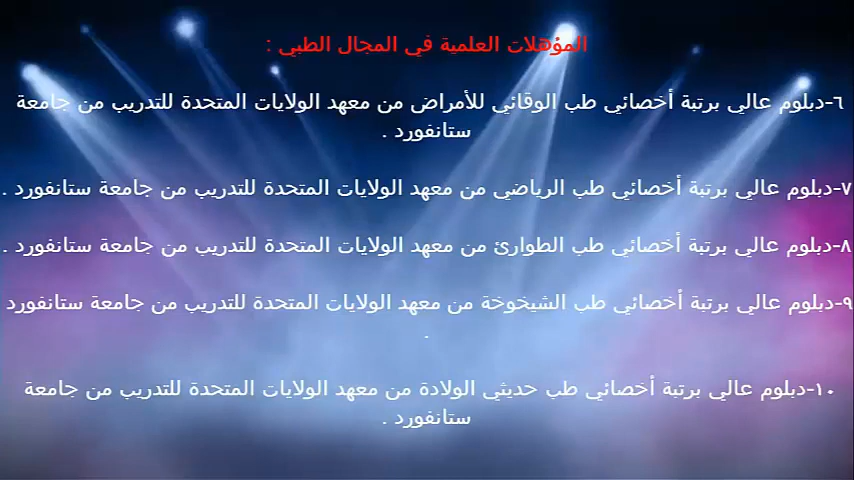 المؤهلات العلمية في المجال الطبي :
٦-دبلوم عالي برتبة أخصائي طب الوقائي للأمراض من معهد الولايات المتحدة للتدريب من جامعة
ستانفورد .
٧-دبلوم عالي برتبة أخصائي طب الرياضي من معهد الولايات المتحدة للتدريب من جامعة ستانفورد .
٨-دبلوم عالي برتبة أخصائي طب الطوارئ من معهد الولايات المتحدة للتدريب من جامعة ستانفورد .
٩-دبلوم عالي برتبة أخصائي طب الشيخوخة من معهد الولايات المتحدة للتدريب من جامعة ستانفورد
.
١٠-دبلوم عالي برتبة أخصائي طب حديثي الولادة من معهد الولايات المتحدة للتدريب من جامعة
ستانفورد .